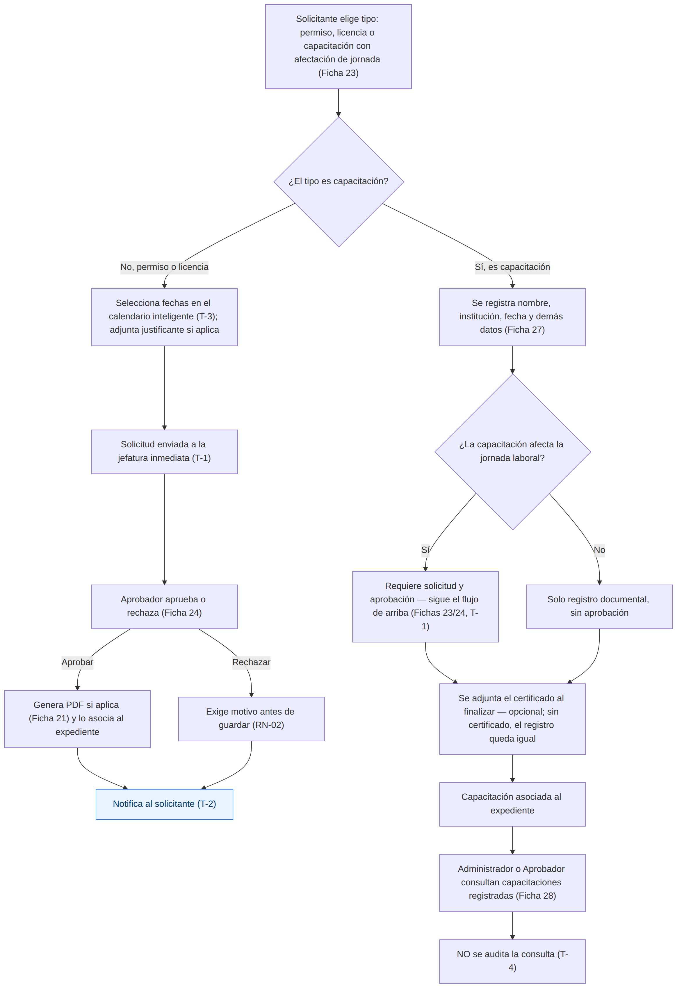 Solicitante elige tipo:
permiso, licencia o
capacitación con
afectación de jornada
(Ficha 23)
¿El tipo es capacitación?
No, permiso o licencia
Sí, es capacitación
Selecciona fechas en el
calendario inteligente (T-3);
adjunta justificante si aplica
Se registra nombre,
institución, fecha y demás
datos (Ficha 27)
Solicitud enviada a la
jefatura inmediata (T-1)
¿La capacitación afecta la
jornada laboral?
Sí
No
Aprobador aprueba o
rechaza (Ficha 24)
Requiere solicitud y
aprobación — sigue el flujo
de arriba (Fichas 23/24, T-
1)
Solo registro documental,
sin aprobación
Aprobar
Rechazar
Genera PDF si aplica
(Ficha 21) y lo asocia al
expediente
Exige motivo antes de
guardar (RN-02)
Se adjunta el certificado al
finalizar — opcional; sin
certificado, el registro
queda igual
Notifica al solicitante (T-2)
Capacitación asociada al
expediente
Administrador o Aprobador
consultan capacitaciones
registradas (Ficha 28)
NO se audita la consulta (T-
4)